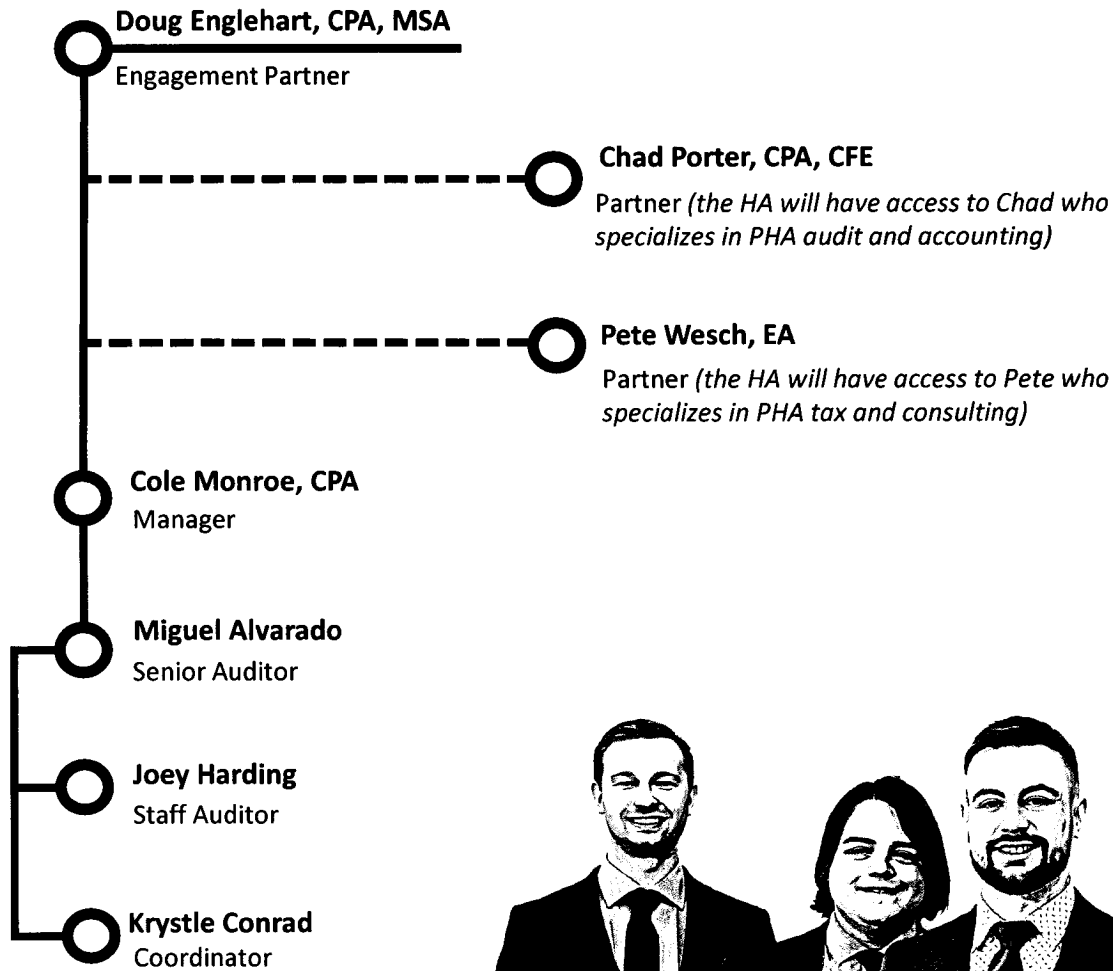 Doug Englehart, CPA, MSA
Engagement Partner
Chad Porter, CPA, CFE
Partner (the HA will have access to Chad who
specializes in PHA audit and accounting)
Pete Wesch, EA
Partner (the HA will have access to Pete who
specializes in PHA tax and consulting)
Cole Monroe, CPA
Manager
Miguel Alvarado
Senior Auditor
Joey Harding
Staff Auditor
Krystle Conrad
Coordinator